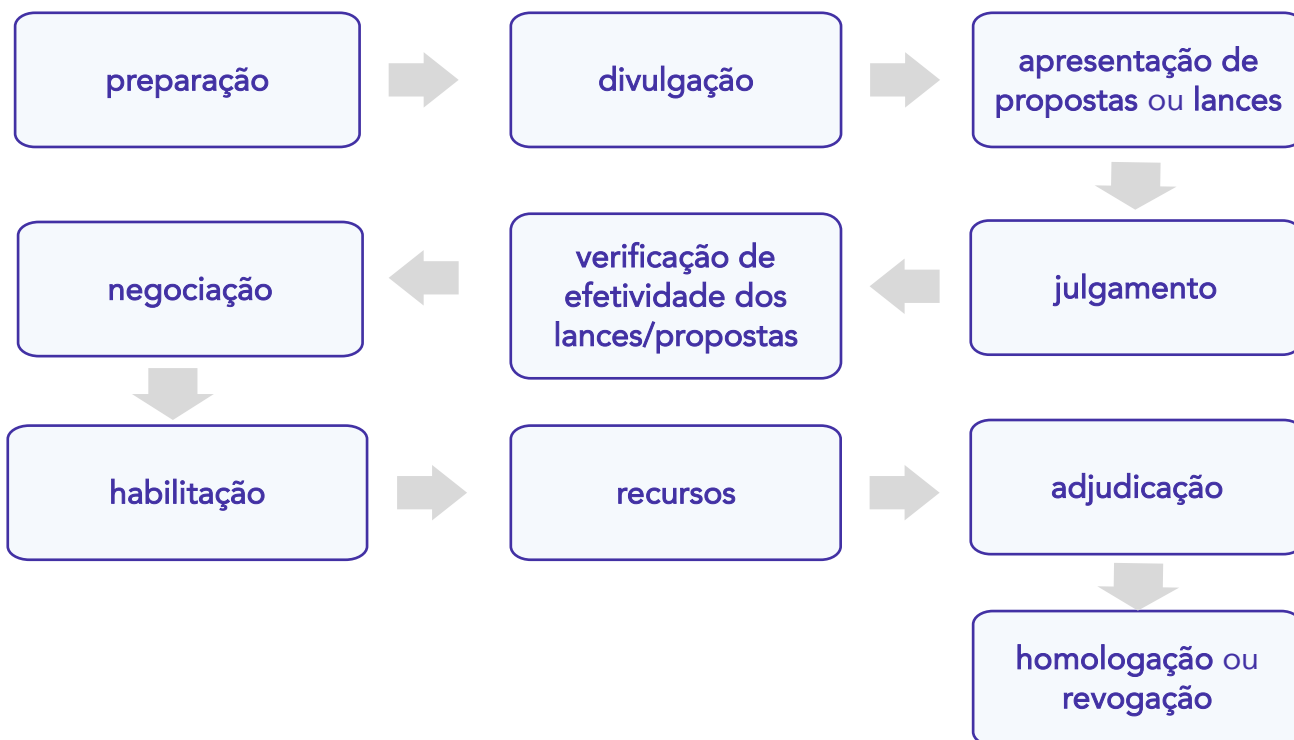 preparação
divulgação
apresentação de
propostas ou lances
julgamento
verificação de
efetividade dos
lances/propostas
negociação
habilitação
recursos
adjudicação
homologação ou
revogação